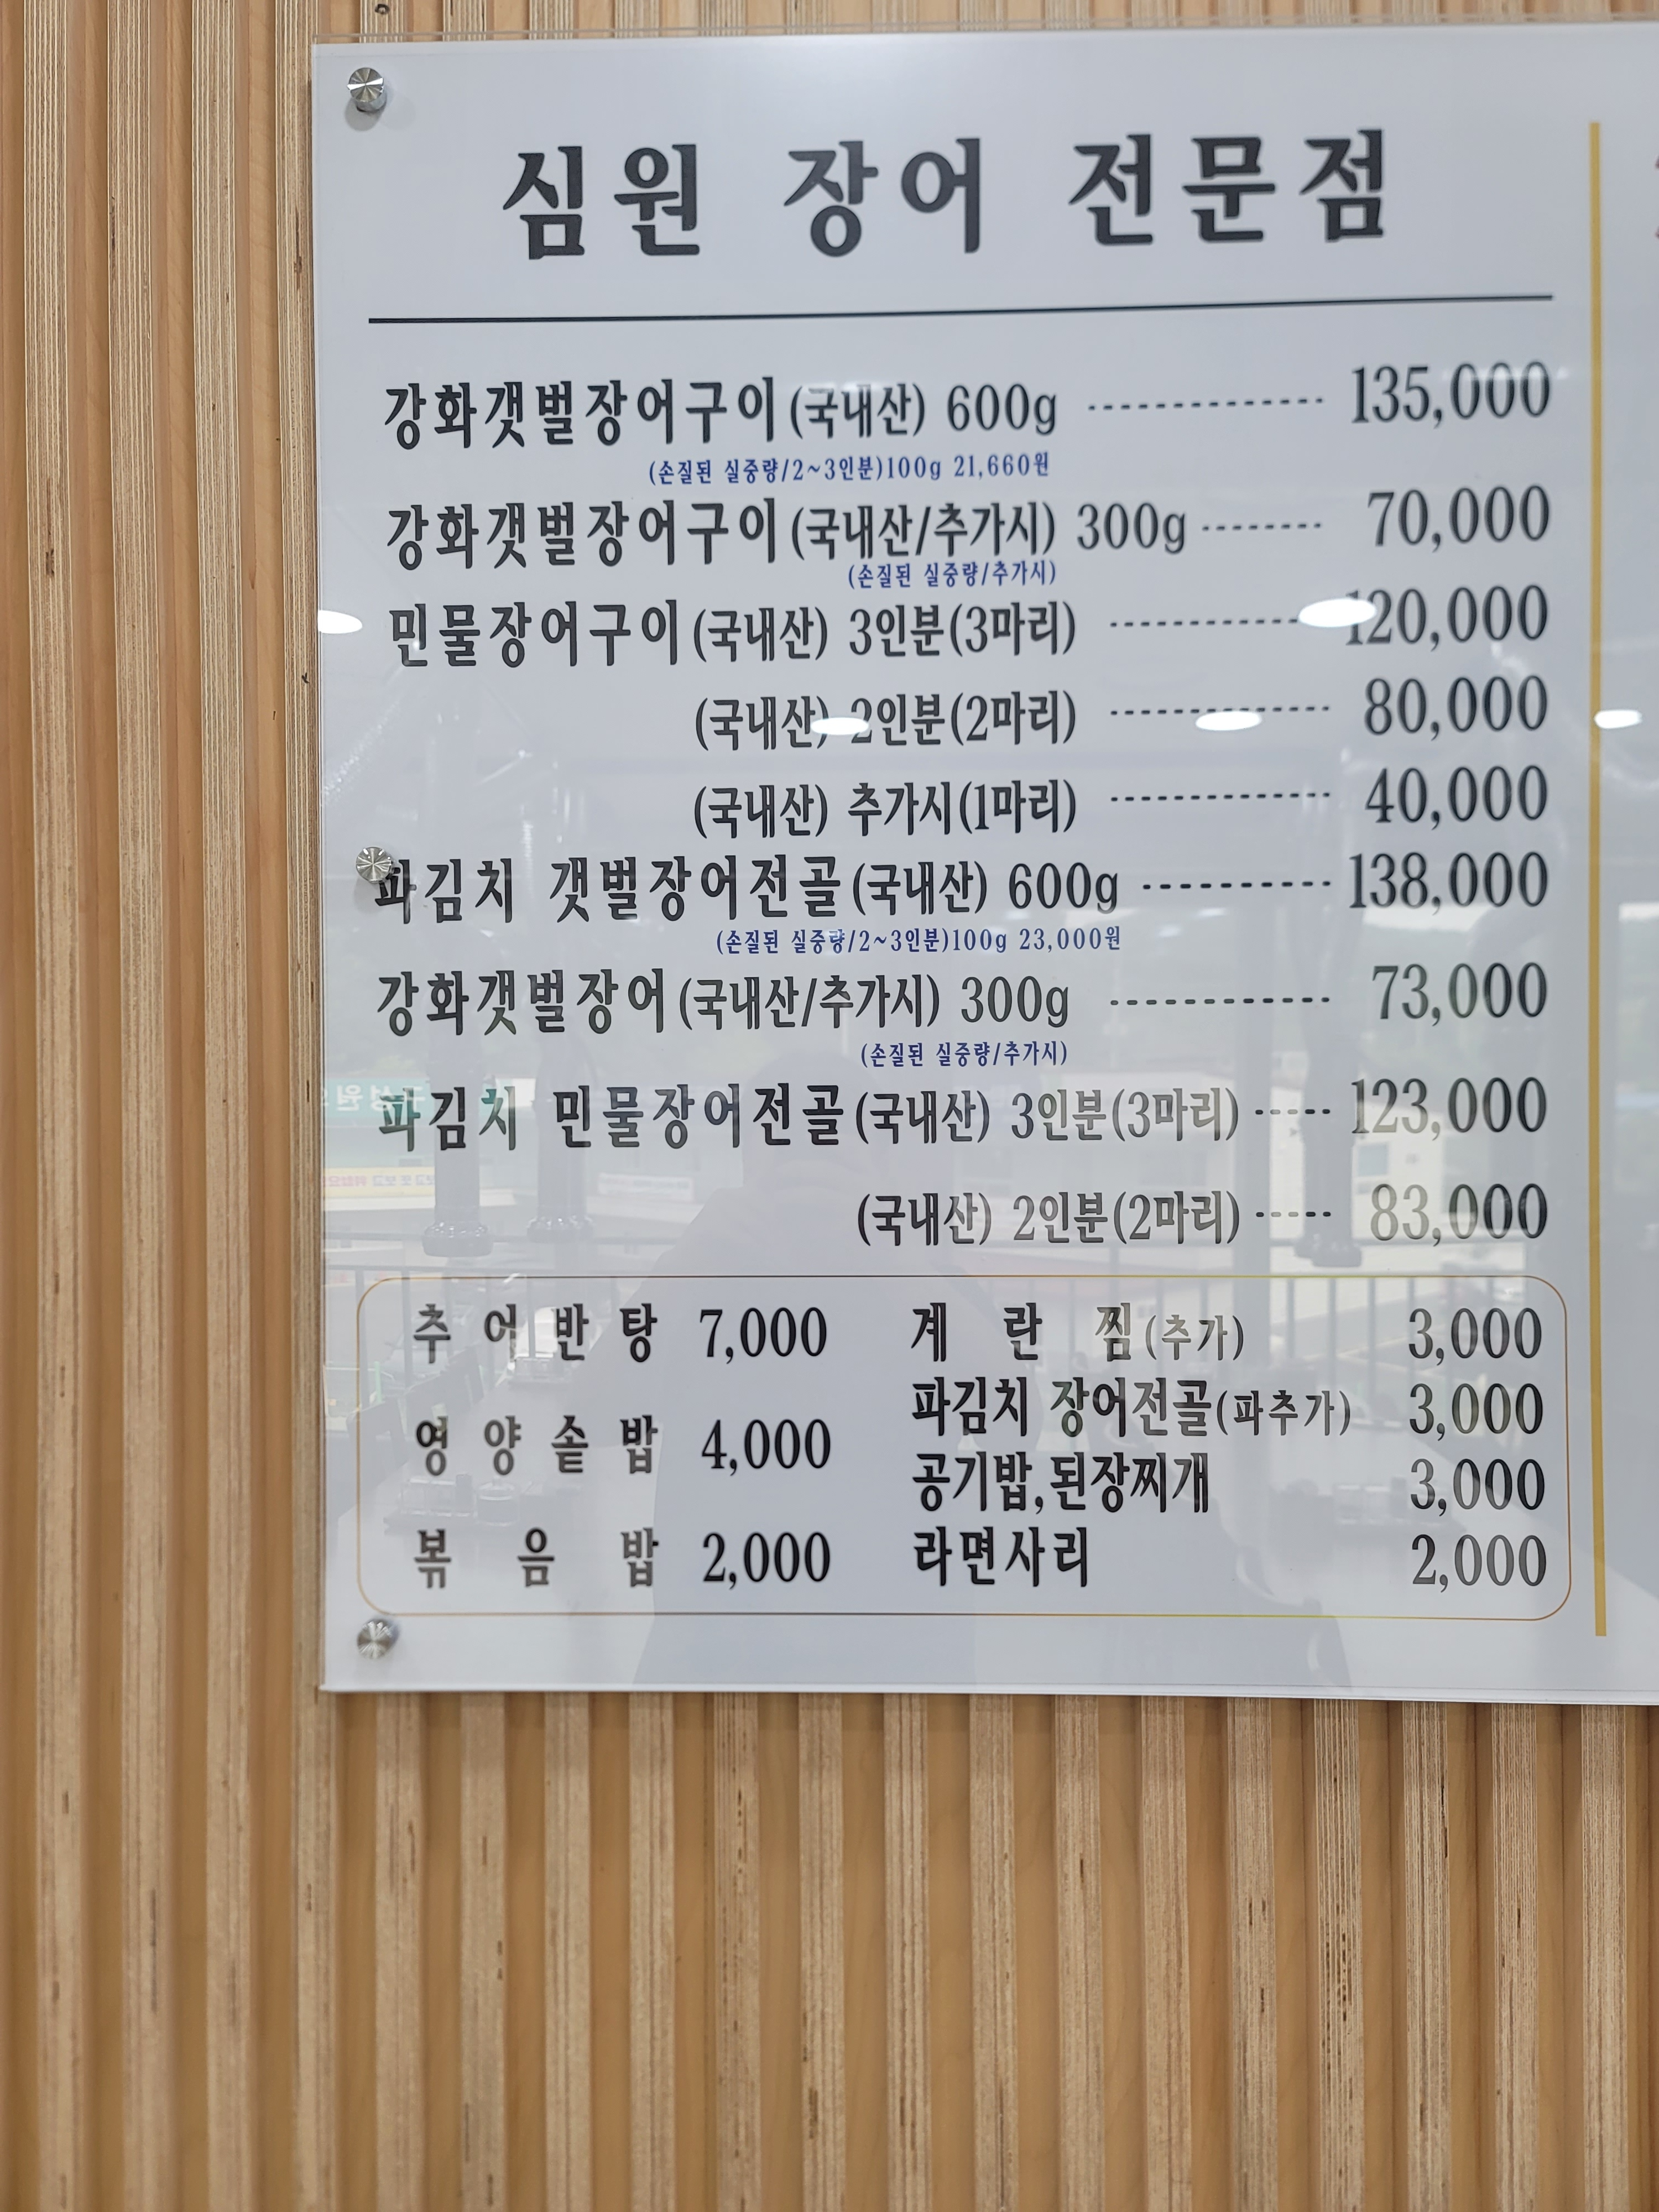 심원 장어 전문점
강화갯벌장어구이(국내산) 600g -------------- 135,000
(손질된 실중량/2~3인분)100g 21,660원
강화갯벌장어구이(국내산/추가시) 300g -------- 70,000
(손질된 실중량/추가시)
민물장어구이(국내산) 3인분(3마리) ------------- 120,000
(국내산) 2인분(2마리) ------------- 80,000
(국내산) 추가시(1마리) ------------- 40,000
파김치 갯벌장어전골(국내산) 600g ----------- 138,000
(손질된 실중량/2~3인분)100g 23,000원
강화갯벌장어(국내산/추가시) 300g ------------- 73,000
(손질된 실중량/추가시)
파김치 민물장어전골(국내산) 3인분(3마리) ----- 123,000
(국내산) 2인분(2마리) ----- 83,000
추어반탕 7,000
영양솥밥 4,000
볶음밥 2,000
계란찜(추가) 3,000
파김치 장어전골(파추가) 3,000
공기밥,된장찌개 3,000
라면사리 2,000